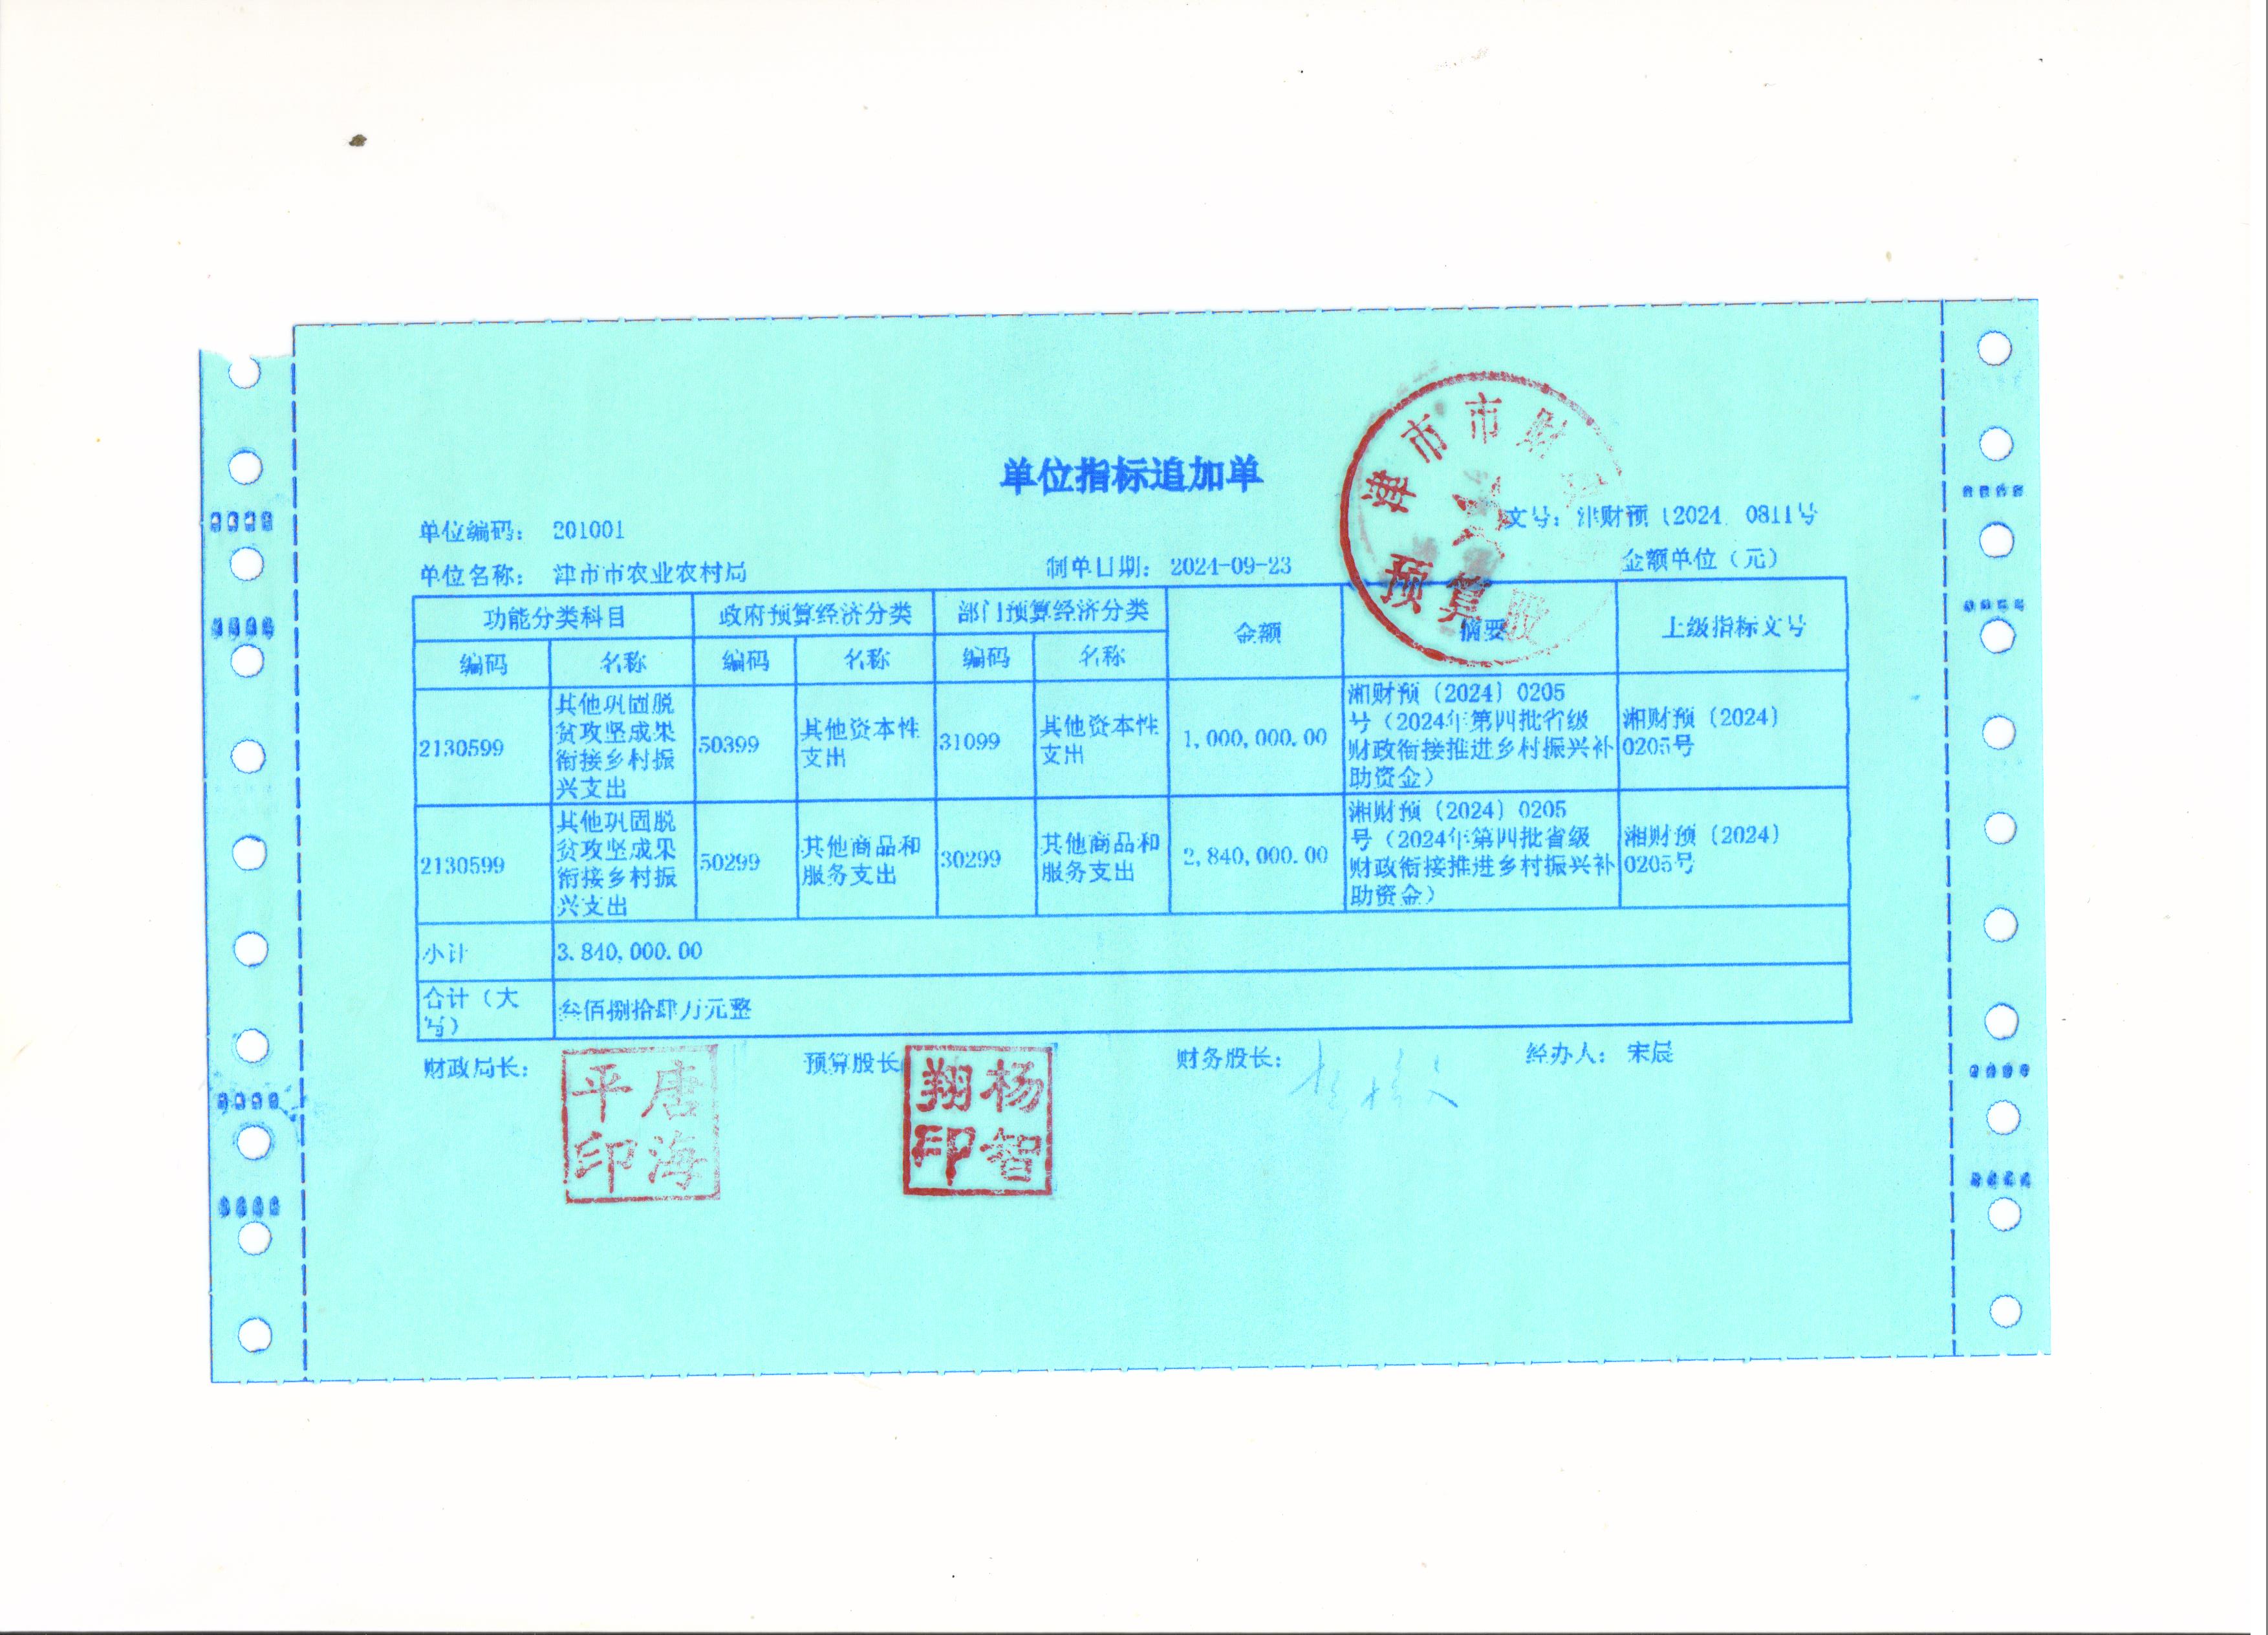 单位指标追加单
单位编码： 201001
文号：津财预〔2024 0811号
单位名称： 津市市农业农村局
制单日期： 2024-09-23
金额单位（元）
功能分类科目 政府预算经济分类 部门预算经济分类 金额 摘要 上级指标文号
编码 名称 编码 名称 编码 名称
2130599 其他巩固脱贫攻坚成果衔接乡村振兴支出 50399 其他资本性支出 31099 其他资本性支出 1,000,000.00 湘财预〔2024〕0205号（2024年第四批省级财政衔接推进乡村振兴补助资金） 湘财预〔2024〕0205号
2130599 其他巩固脱贫攻坚成果衔接乡村振兴支出 50299 其他商品和服务支出 30299 其他商品和服务支出 2,840,000.00 湘财预〔2024〕0205号（2024年第四批省级财政衔接推进乡村振兴补助资金） 湘财预〔2024〕0205号
小计 3,840,000.00
合计（大写） 叁佰捌拾肆万元整
财政局长：
预算股长
财务股长：
经办人： 宋晨
津市市财
预算股
唐海平印
杨智翔印